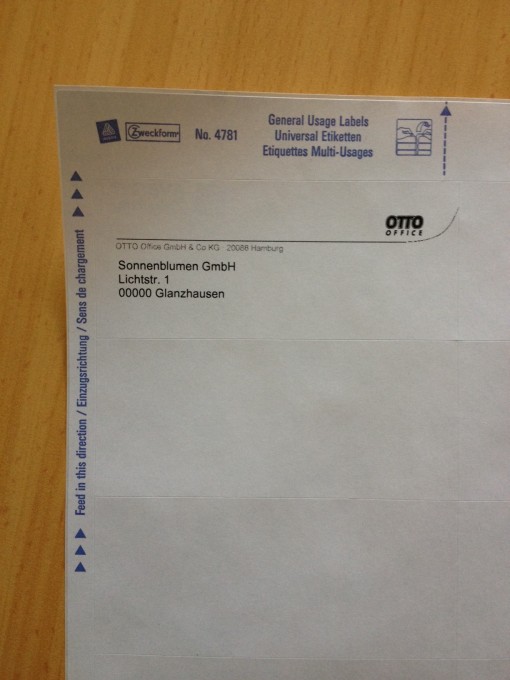 Zweckform
No. 4781
General Usage Labels
Universal Etiketten
Etiquettes Multi-Usages
Feed in this direction / Einzugsrichtung / Sens de chargement
OTTO
OFFICE
OTTO Office GmbH & Co KG · 20088 Hamburg
Sonnenblumen GmbH
Lichtstr. 1
00000 Glanzhausen